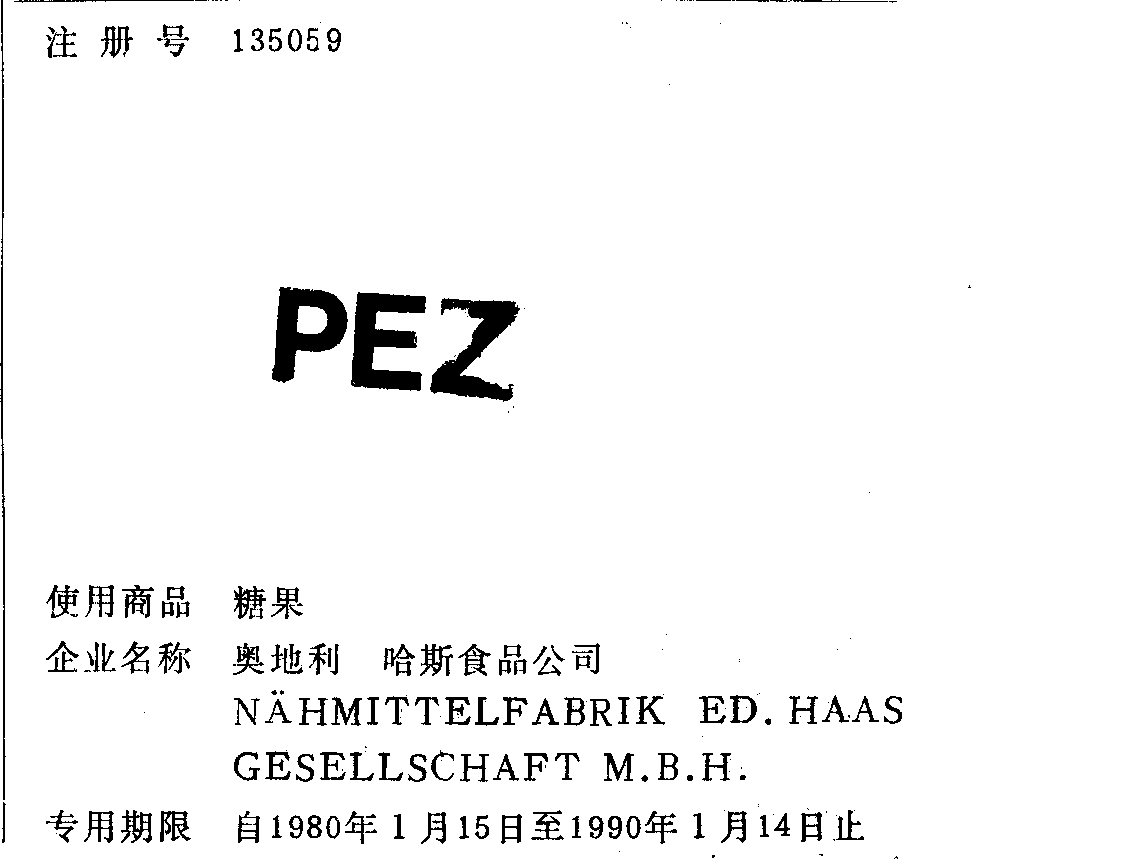 注册号 135059
PEZ
使用商品 糖果
企业名称 奥地利 哈斯食品公司
NÄHMITTELFABRIK ED. HAAS
GESELLSCHAFT M.B.H.
专用期限 自1980年1月15日至1990年1月14日止